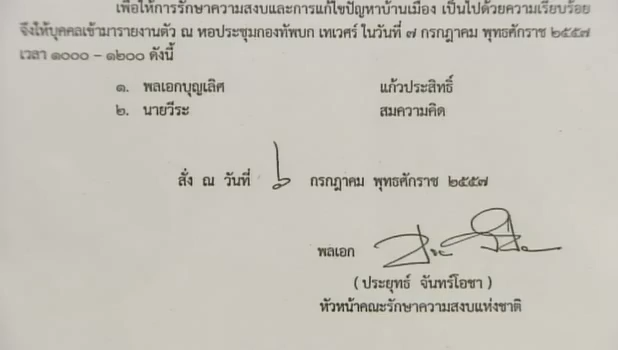 เพื่อให้การรักษาความสงบและการแก้ไขปัญหาบ้านเมือง เป็นไปด้วยความเรียบร้อย
จึงให้บุคคลเข้ามารายงานตัว ณ หอประชุมกองทัพบก เทเวศร์ ในวันที่ ๗ กรกฎาคม พุทธศักราช ๒๕๕๗
เวลา ๑๐๐๐ – ๑๒๐๐ ดังนี้
๑. พลเอกบุญเลิศ แก้วประสิทธิ์
๒. นายวีระ สมความคิด
สั่ง ณ วันที่ ๖ กรกฎาคม พุทธศักราช ๒๕๕๗
พลเอก
( ประยุทธ์ จันทร์โอชา )
หัวหน้าคณะรักษาความสงบแห่งชาติ